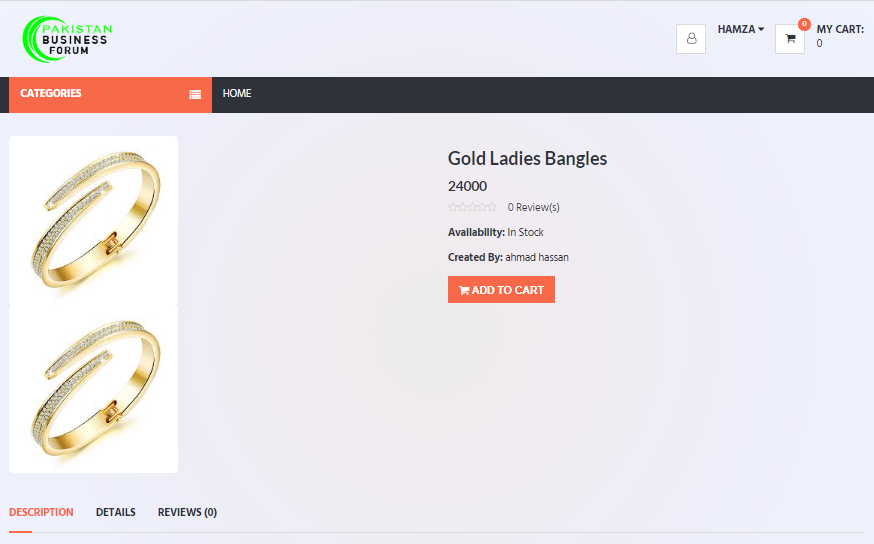 PAKISTAN
BUSINESS
FORUM
HAMZA
0
MY CART:
0
CATEGORIES
HOME
Gold Ladies Bangles
24000
0 Review(s)
Availability: In Stock
Created By: ahmad hassan
ADD TO CART
DESCRIPTION DETAILS REVIEWS (0)